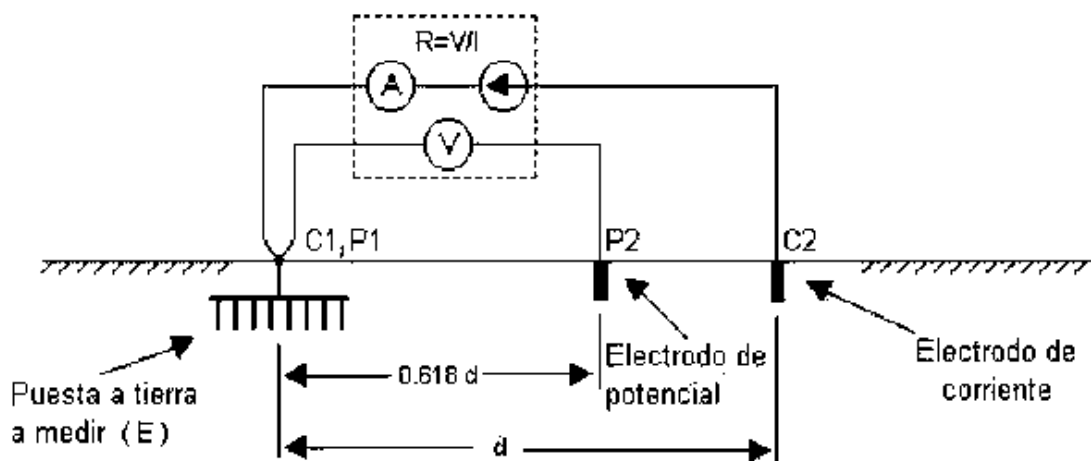 R=V/I
A
V
C1, P1
P2
C2
Puesta a tierra
a medir (E)
0.618 d
Electrodo de
potencial
Electrodo de
corriente
d